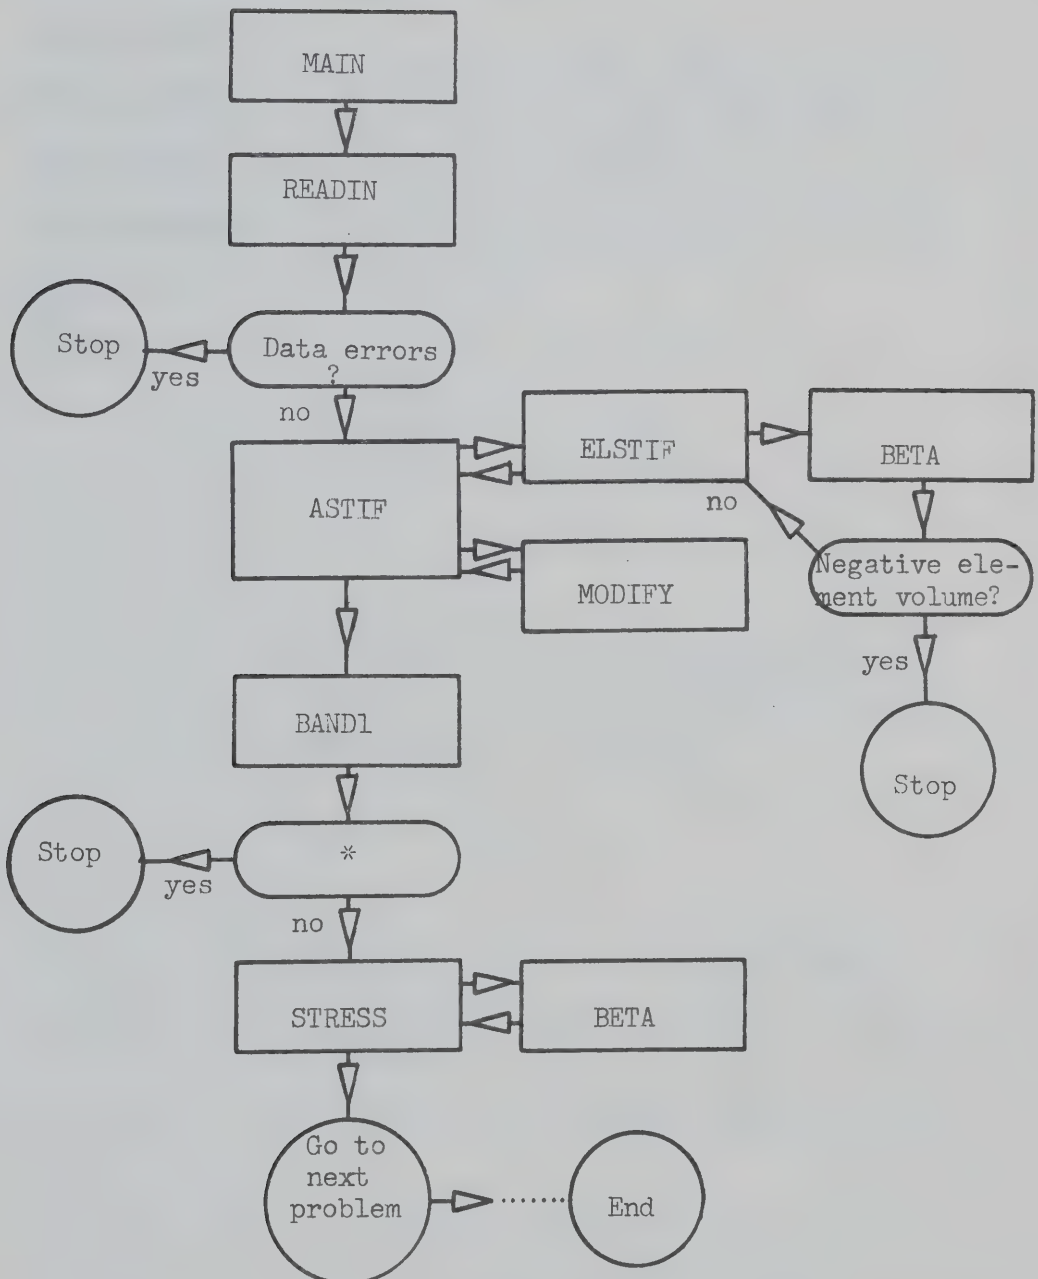 MAIN
READIN
Stop
yes
Data errors
?
no
ASTIF
ELSTIF
BETA
no
Negative ele-
ment volume?
yes
Stop
MODIFY
BAND1
Stop
yes
*
no
STRESS
BETA
Go to
next
problem
End